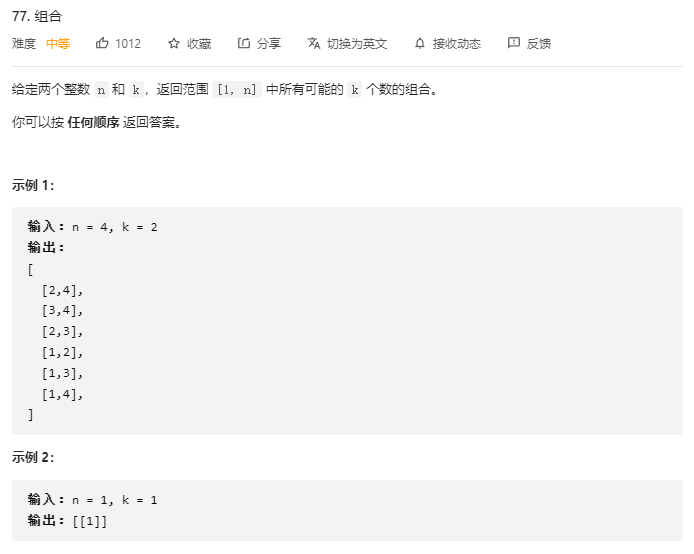 77. 组合
难度 中等 1012 收藏 分享 切换为英文 接收动态 反馈
给定两个整数 n 和 k，返回范围 [1, n] 中所有可能的 k 个数的组合。
你可以按 任何顺序 返回答案。
示例 1：
输入：n = 4, k = 2
输出：
[
[2,4],
[3,4],
[2,3],
[1,2],
[1,3],
[1,4],
]
示例 2：
输入：n = 1, k = 1
输出：[[1]]